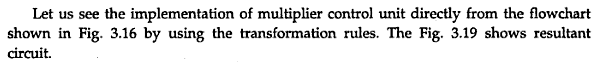 Let us see the implementation of multiplier control unit directly from the flowchart
shown in Fig. 3.16 by using the transformation rules. The Fig. 3.19 shows resultant
circuit.